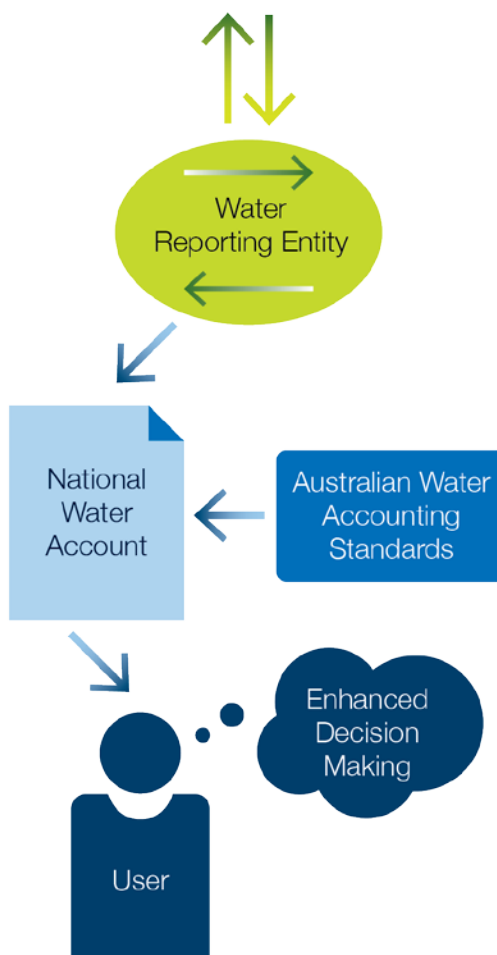 Water
Reporting Entity
National
Water
Account
Australian Water
Accounting
Standards
Enhanced
Decision
Making
User